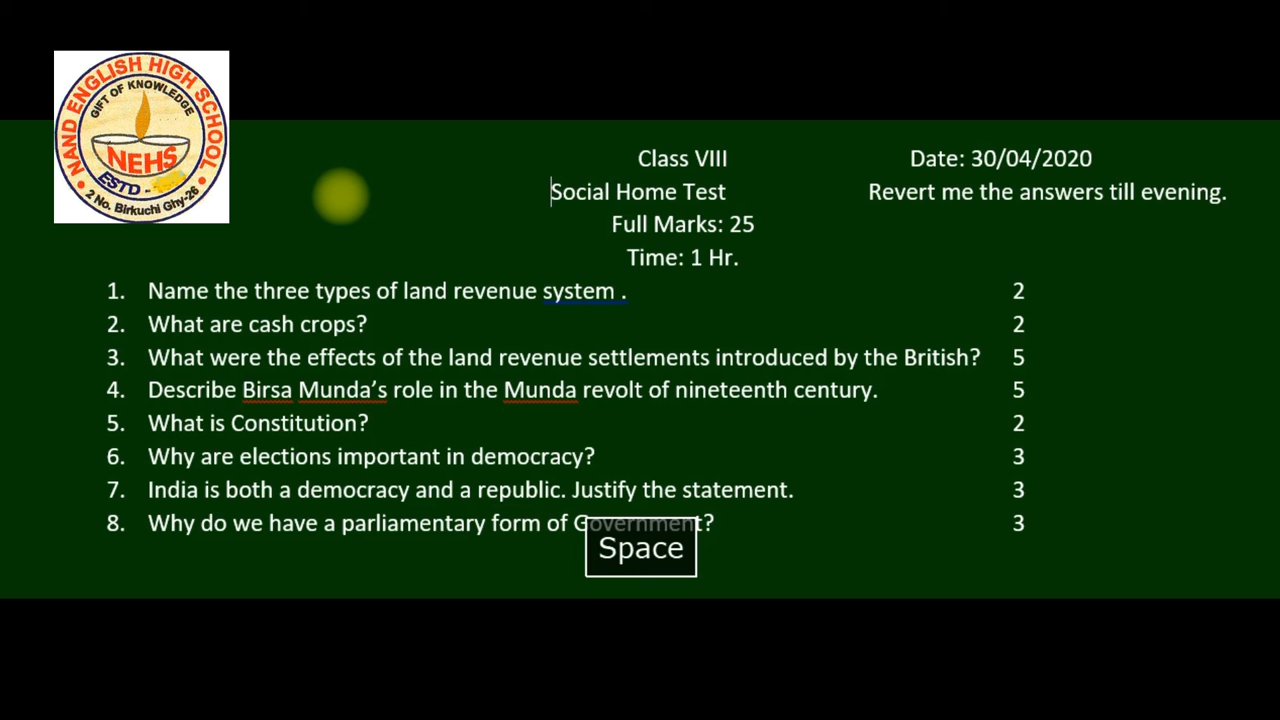 NAND ENGLISH HIGH SCHOOL
GIFT OF KNOWLEDGE
NEHS
ESTD -
2 No. Birkuchi Ghy-26
Class VIII Date: 30/04/2020
Social Home Test Revert me the answers till evening.
Full Marks: 25
Time: 1 Hr.
1. Name the three types of land revenue system . 2
2. What are cash crops? 2
3. What were the effects of the land revenue settlements introduced by the British? 5
4. Describe Birsa Munda’s role in the Munda revolt of nineteenth century. 5
5. What is Constitution? 2
6. Why are elections important in democracy? 3
7. India is both a democracy and a republic. Justify the statement. 3
8. Why do we have a parliamentary form of Government? 3
Space